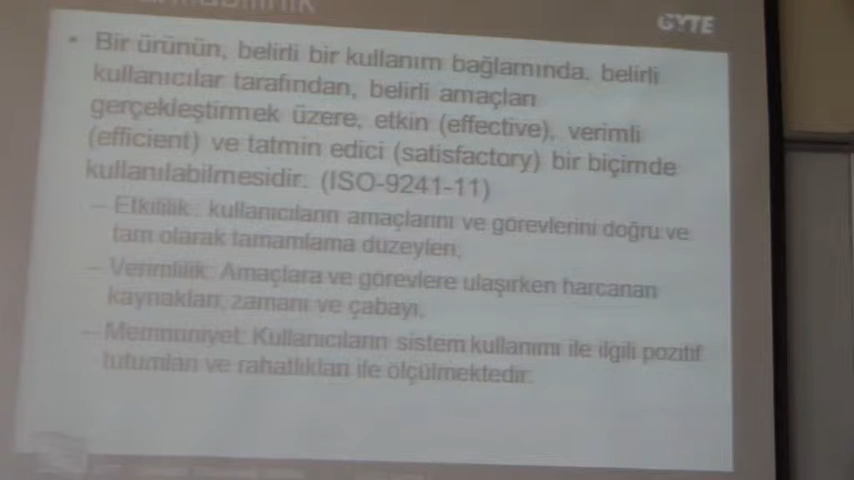 GYTE
• Bir ürünün, belirli bir kullanım bağlamında, belirli
kullanıcılar tarafından, belirli amaçları
gerçekleştirmek üzere, etkin (effective), verimli
(efficient) ve tatmin edici (satisfactory) bir biçimde
kullanılabilmesidir. (ISO-9241-11)
– Etkililik: kullanıcıların amaçlarını ve görevlerini doğru ve
tam olarak tamamlama düzeyleri,
– Verimlilik: Amaçlara ve görevlere ulaşırken harcanan
kaynakları, zamanı ve çabayı,
– Memnuniyet: Kullanıcıların sistem kullanımı ile ilgili pozitif
tutumları ve rahatlıkları ile ölçülmektedir.